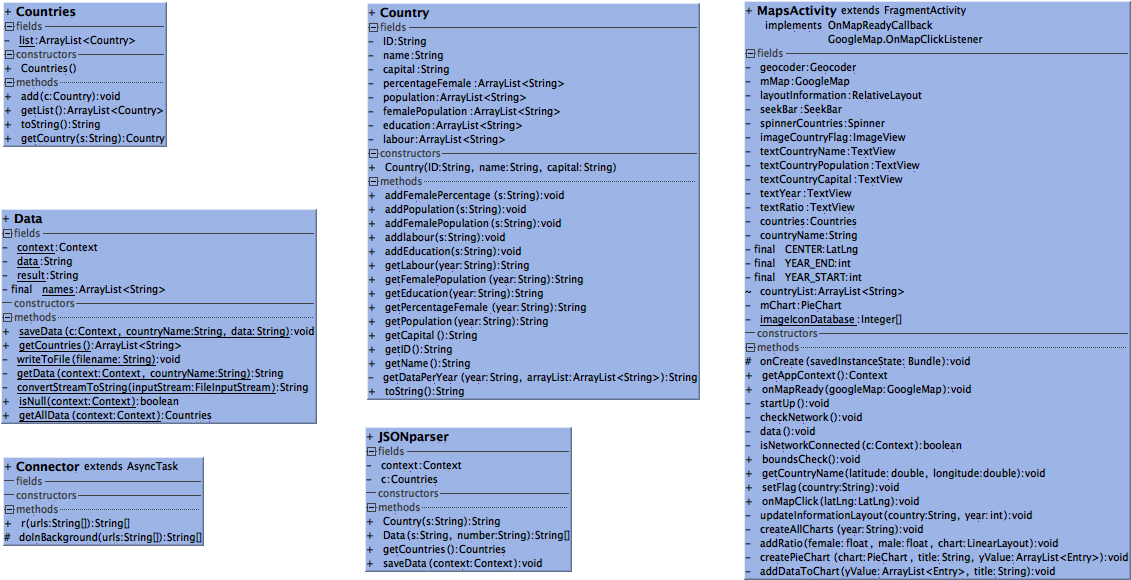 + Countries
fields
- list:ArrayList<Country>
constructors
+ Countries()
methods
+ add(c:Country):void
+ getList():ArrayList<Country>
+ toString():String
+ getCountry(s:String):Country
+ Data
fields
- context:Context
- data:String
- result:String
- final names:ArrayList<String>
constructors
methods
+ saveData(c:Context, countryName:String, data:String):void
+ getCountries():ArrayList<String>
- writeToFile(filename:String):void
- getData(context:Context, countryName:String):String
- convertStreamToString(inputStream:FileInputStream):String
+ isNull(context:Context):boolean
+ getAllData(context:Context):Countries
+ Connector extends AsyncTask
fields
constructors
methods
+ r(urls:String[]):String[]
# doInBackground(urls:String[]):String[]
+ Country
fields
- ID:String
- name:String
- capital:String
- percentageFemale:ArrayList<String>
- population:ArrayList<String>
- femalePopulation:ArrayList<String>
- education:ArrayList<String>
- labour:ArrayList<String>
constructors
+ Country(ID:String, name:String, capital:String)
methods
+ addFemalePercentage(s:String):void
+ addPopulation(s:String):void
+ addFemalePopulation(s:String):void
+ addlabour(s:String):void
+ addEducation(s:String):void
+ getLabour(year:String):String
+ getFemalePopulation(year:String):String
+ getEducation(year:String):String
+ getPercentageFemale(year:String):String
+ getPopulation(year:String):String
+ getCapital():String
+ getID():String
+ getName():String
- getDataPerYear(year:String, arrayList:ArrayList<String>):String
+ toString():String
+ JSONparser
fields
- context:Context
- c:Countries
constructors
methods
+ Country(s:String):String
+ Data(s:String, number:String):String[]
+ getCountries():Countries
+ saveData(context:Context):void
+ MapsActivity extends FragmentActivity
implements OnMapReadyCallback
GoogleMap.OnMapClickListener
fields
- geocoder:Geocoder
- mMap:GoogleMap
- layoutInformation:RelativeLayout
- seekBar:SeekBar
- spinnerCountries:Spinner
- imageCountryFlag:ImageView
- textCountryName:TextView
- textCountryPopulation:TextView
- textCountryCapital:TextView
- textYear:TextView
- textRatio:TextView
- countries:Countries
- countryName:String
- final CENTER:LatLng
- final YEAR_END:int
- final YEAR_START:int
~ countryList:ArrayList<String>
- mChart:PieChart
- imageIconDatabase:Integer[]
constructors
methods
# onCreate(savedInstanceState:Bundle):void
+ getAppContext():Context
+ onMapReady(googleMap:GoogleMap):void
- startUp():void
- checkNetwork():void
- data():void
- isNetworkConnected(c:Context):boolean
+ boundsCheck():void
+ getCountryName(latitude:double, longitude:double):void
+ setFlag(country:String):void
+ onMapClick(latLng:LatLng):void
- updateInformationLayout(country:String, year:int):void
- createAllCharts(year:String):void
- addRatio(female:float, male:float, chart:LinearLayout):void
- createPieChart(chart:PieChart, title:String, yValue:ArrayList<Entry>):void
- addDataToChart(yValue:ArrayList<Entry>, title:String):void